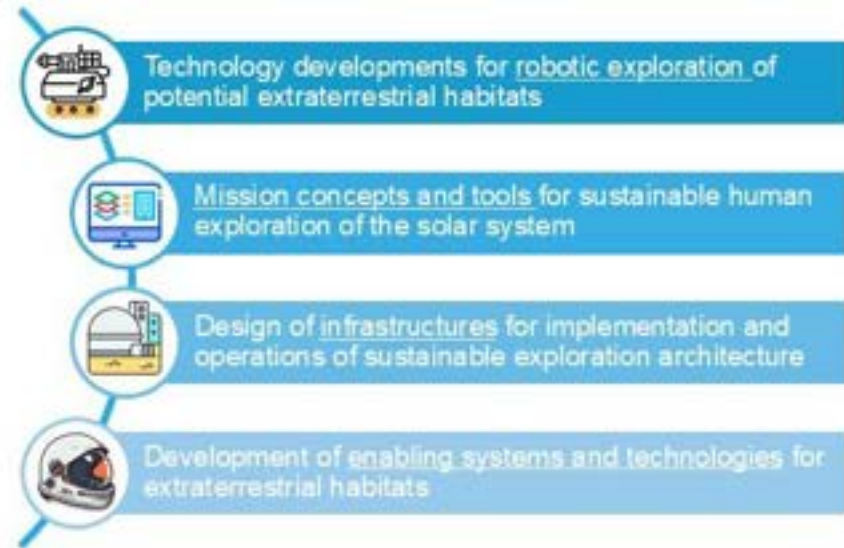 Technology developments for robotic exploration of
potential extraterrestrial habitats
Mission concepts and tools for sustainable human
exploration of the solar system
Design of infrastructures for implementation and
operations of sustainable exploration architecture
Development of enabling systems and technologies for
extraterrestrial habitats